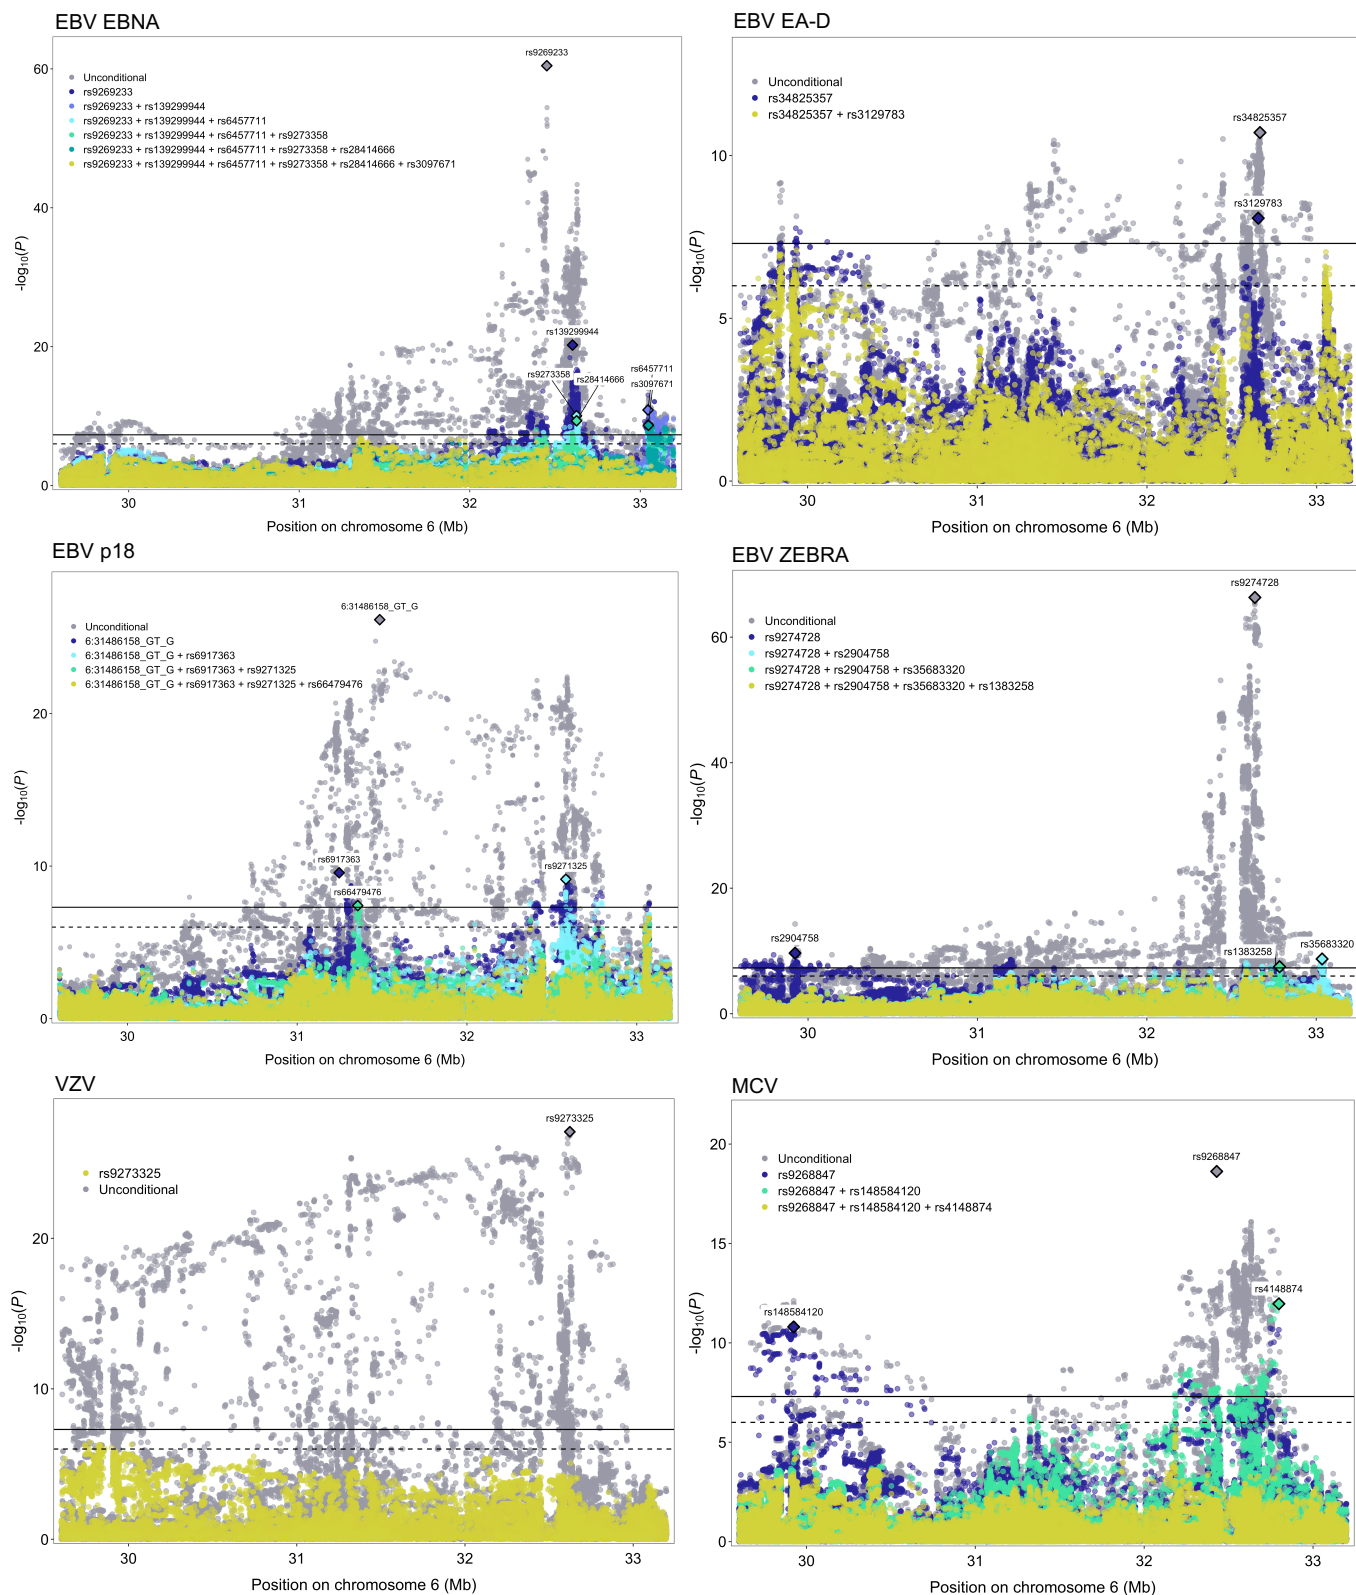 EBV EBNA
rs9269233
60
Unconditional
rs9269233
rs9269233 + rs139299944
rs9269233 + rs139299944 + rs6457711
rs9269233 + rs139299944 + rs6457711 + rs9273358
rs9269233 + rs139299944 + rs6457711 + rs9273358 + rs28414666
rs9269233 + rs139299944 + rs6457711 + rs9273358 + rs28414666 + rs3097671
40
-log10(P)
20
rs139299944
rs9273358
rs28414666
rs6457711
rs3097671
0
30 31 32 33
Position on chromosome 6 (Mb)
EBV EA-D
Unconditional
rs34825357
rs34825357 + rs3129783
rs34825357
10
rs3129783
-log10(P)
5
0
30 31 32 33
Position on chromosome 6 (Mb)
EBV p18
6:31486158_GT_G
Unconditional
6:31486158_GT_G
6:31486158_GT_G + rs6917363
6:31486158_GT_G + rs6917363 + rs9271325
6:31486158_GT_G + rs6917363 + rs9271325 + rs66479476
20
-log10(P)
10
rs6917363
rs66479476
rs9271325
0
30 31 32 33
Position on chromosome 6 (Mb)
EBV ZEBRA
rs9274728
Unconditional
rs9274728
rs9274728 + rs2904758
rs9274728 + rs2904758 + rs35683320
rs9274728 + rs2904758 + rs35683320 + rs1383258
60
40
-log10(P)
20
rs2904758
rs1383258
rs35683320
0
30 31 32 33
Position on chromosome 6 (Mb)
VZV
rs9273325
rs9273325
Unconditional
20
-log10(P)
10
0
30 31 32 33
Position on chromosome 6 (Mb)
MCV
20
Unconditional
rs9268847
rs9268847 + rs148584120
rs9268847 + rs148584120 + rs4148874
rs9268847
15
-log10(P)
rs148584120
rs4148874
10
5
0
30 31 32 33
Position on chromosome 6 (Mb)